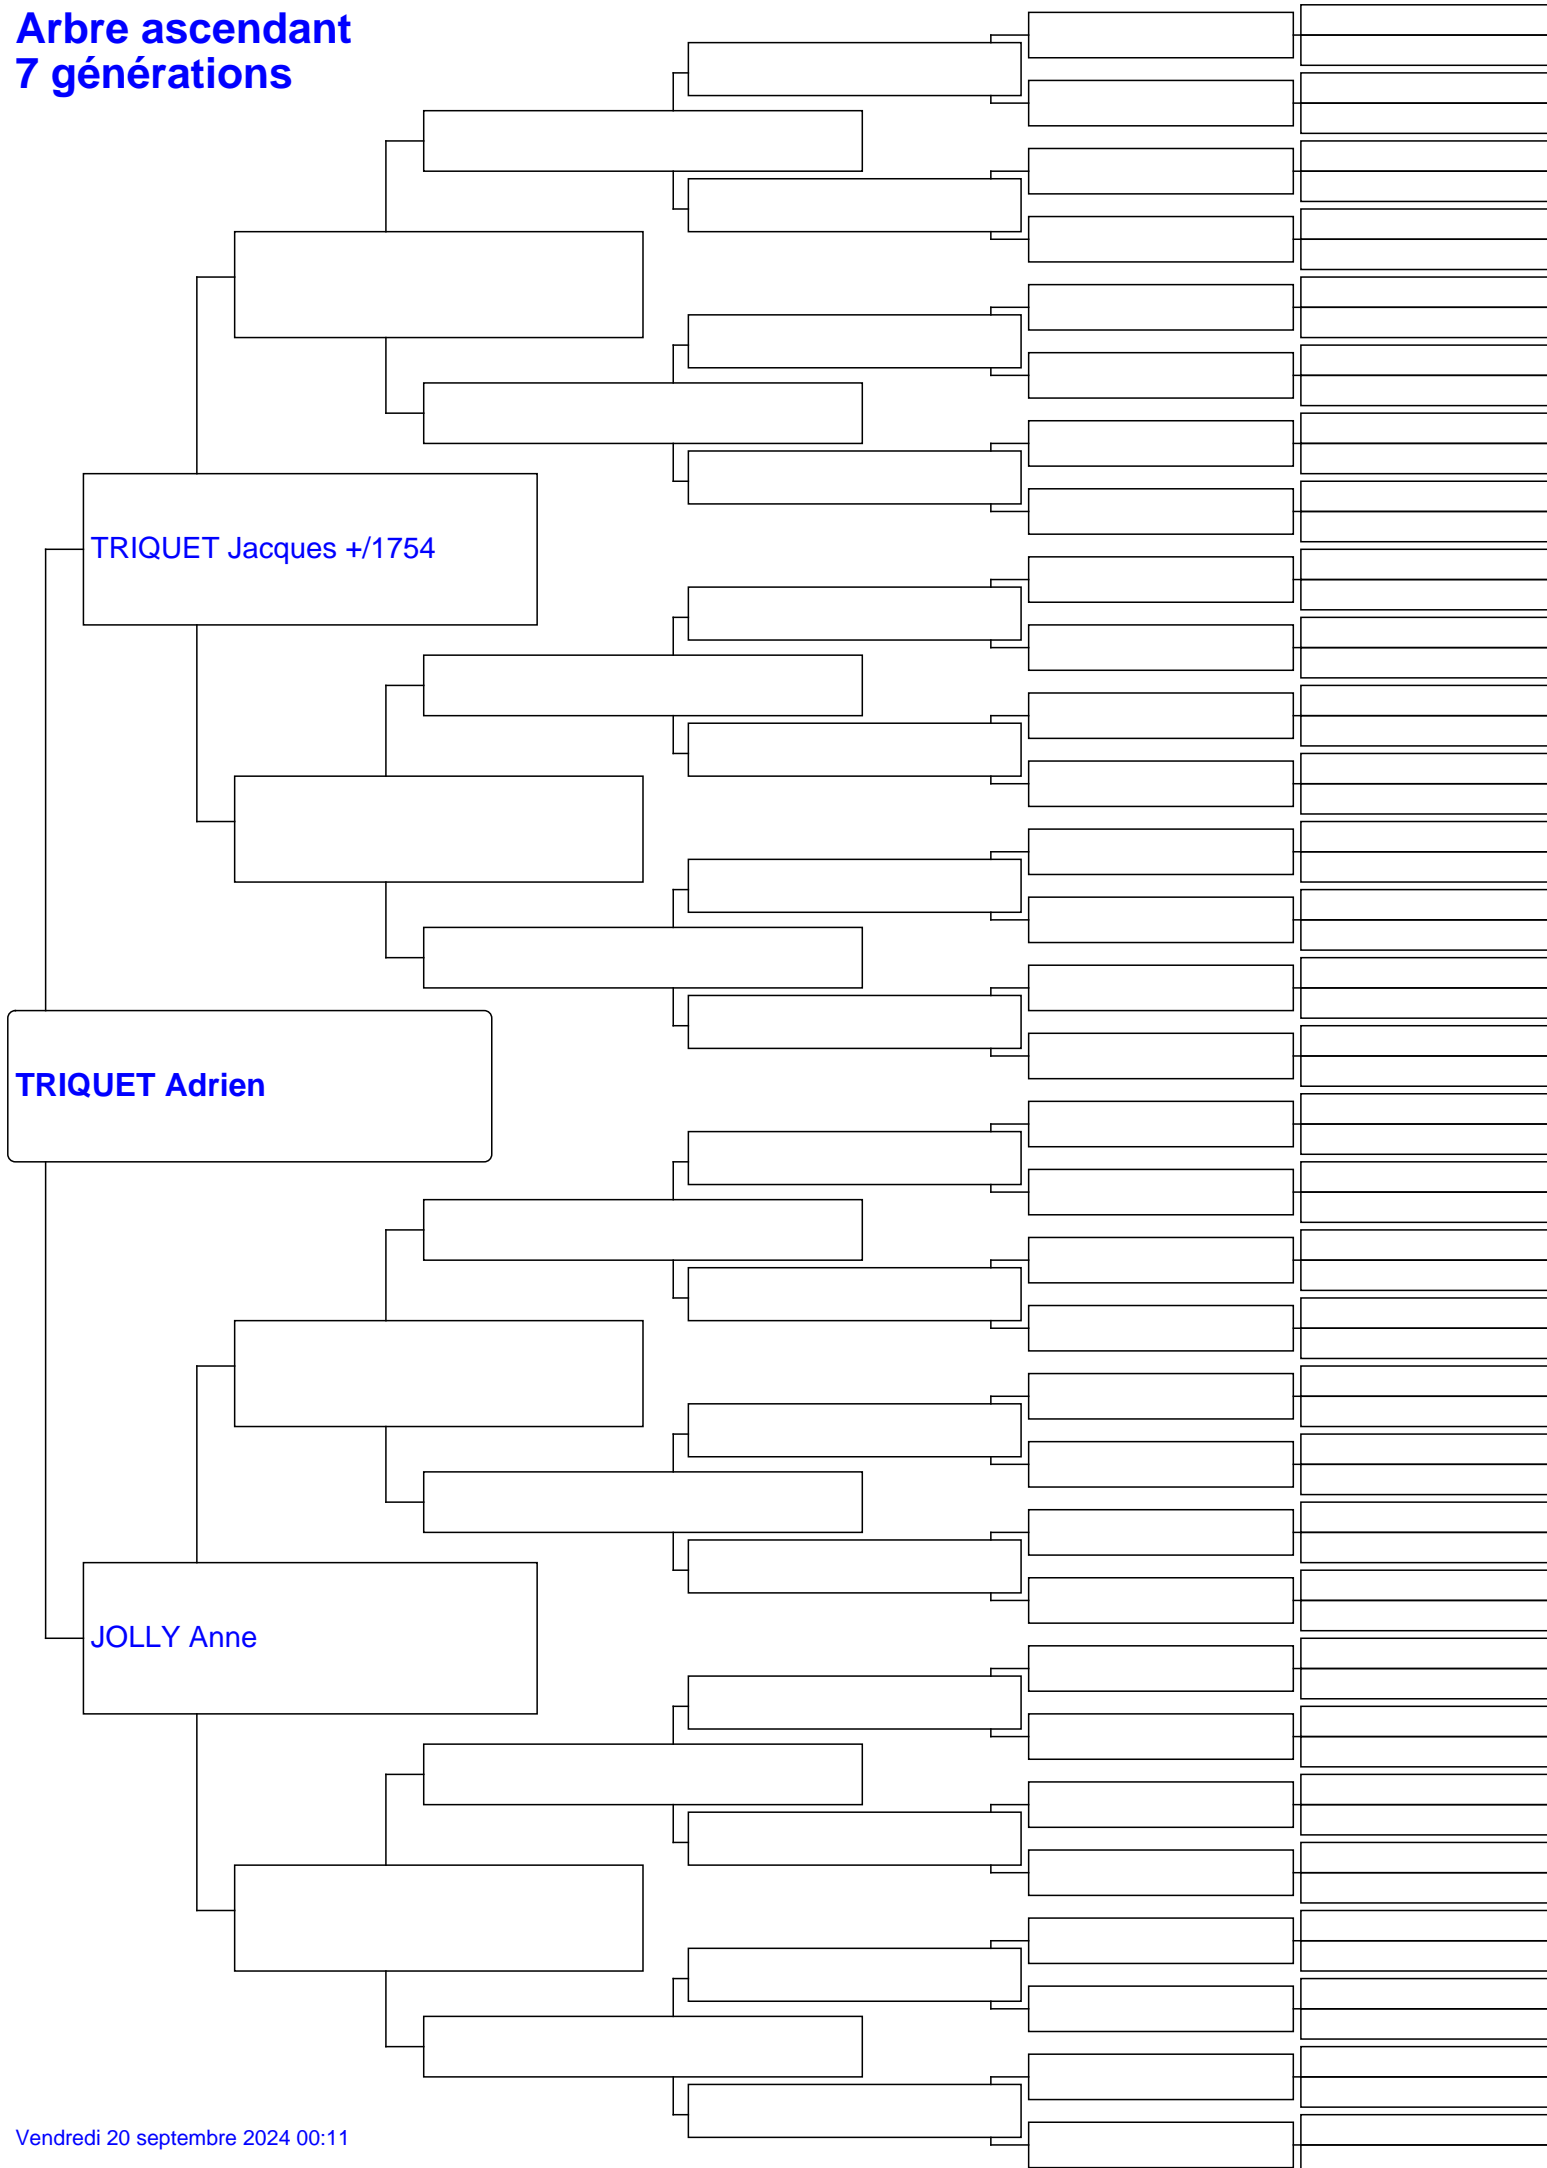 Arbre ascendant
7 générations
TRIQUET Jacques +/1754
TRIQUET Adrien
JOLLY Anne
Vendredi 20 septembre 2024 00:11